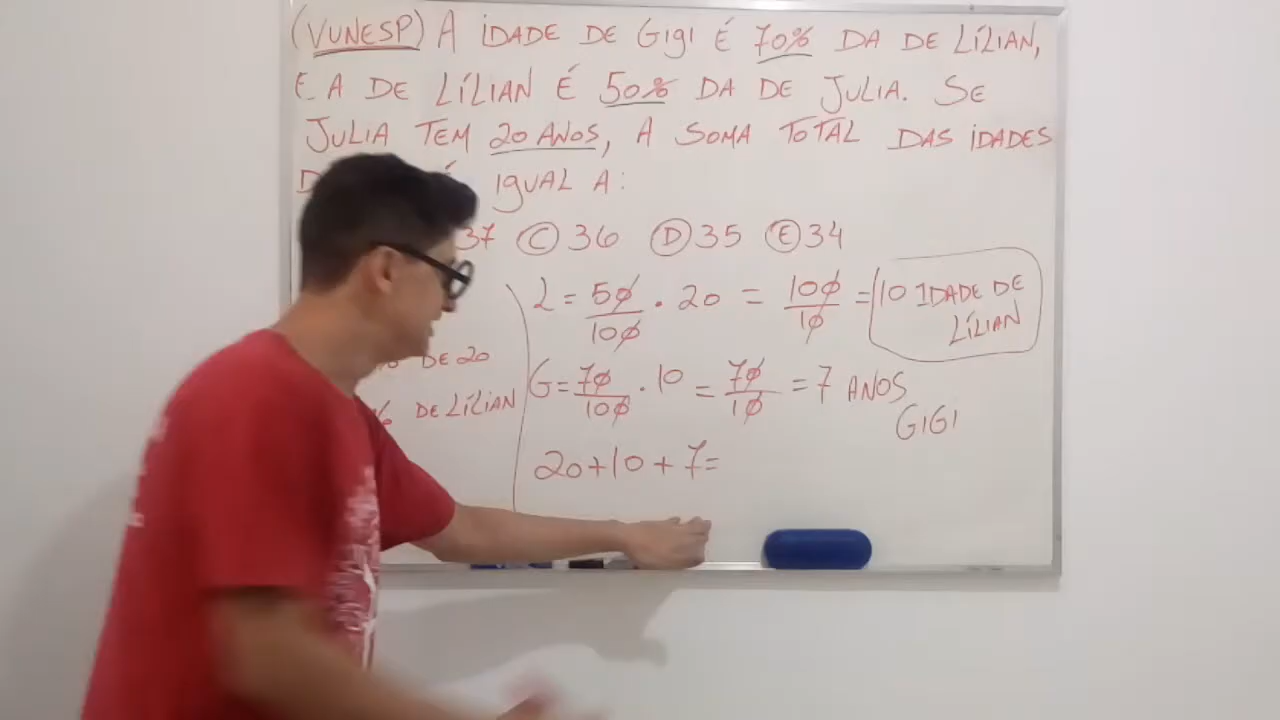 (VUNESP) A IDADE DE GIGI É 70% DA DE LÍLIAN,
E A DE LÍLIAN É 50% DA DE JULIA. SE
JULIA TEM 20 ANOS, A SOMA TOTAL DAS IDADES
IGUAL A:
37 Ⓒ 36 Ⓓ 35 Ⓔ 34
L = 50/100 . 20 = 100/10 = 10 IDADE DE
LÍLIAN
DE 20
G = 70/100 . 10 = 70/10 = 7 ANOS
GIGI
% DE LÍLIAN
20+10+7=